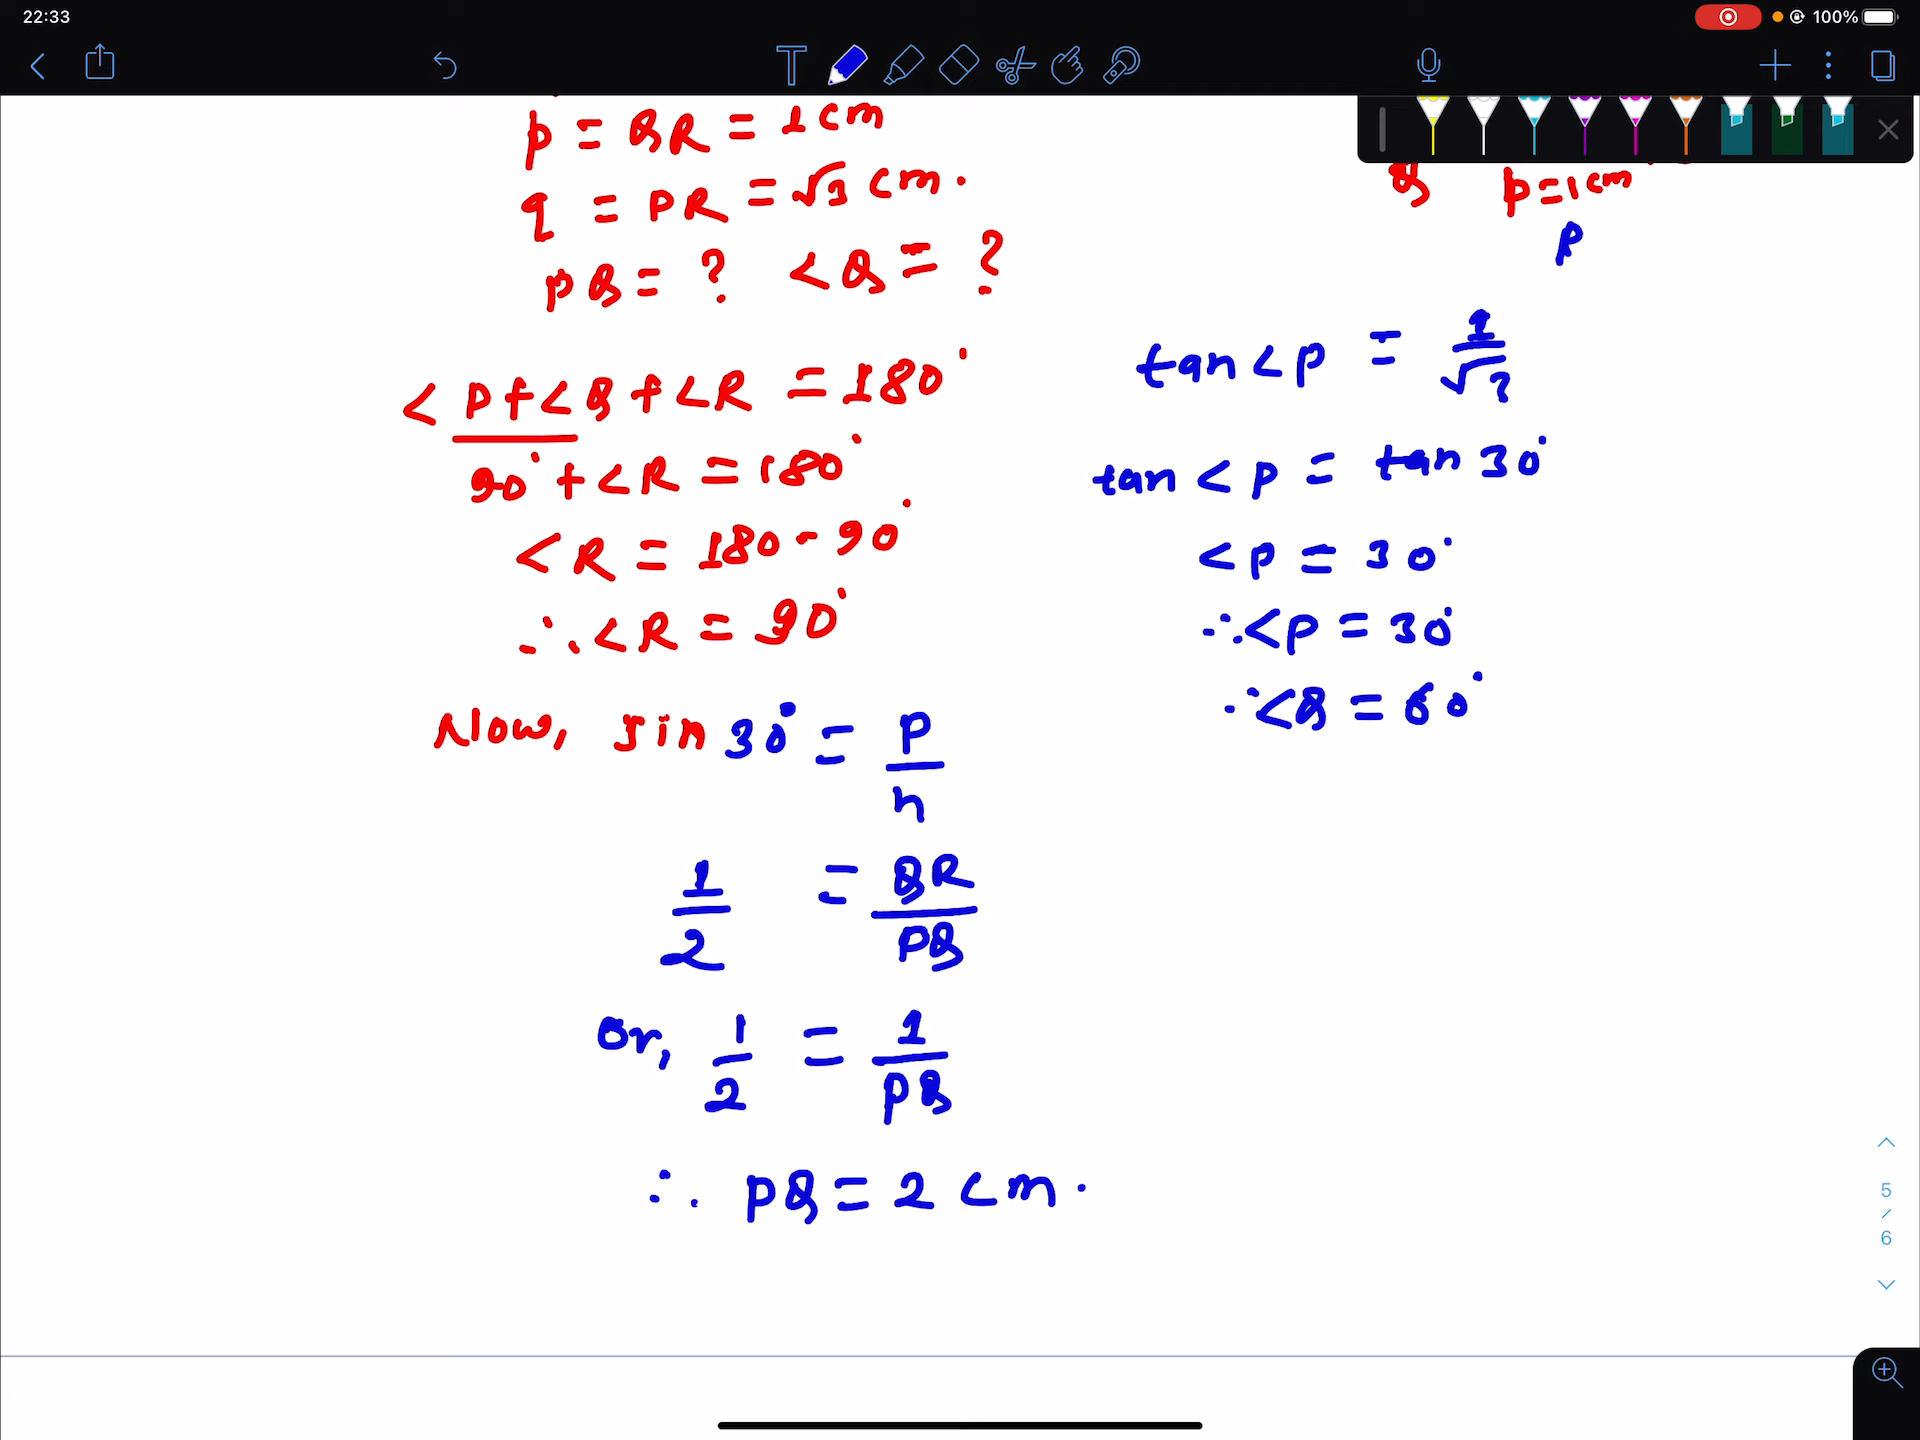 22:33
100%
p = QR = 1 cm
q = PR = √3 cm.
PQ = ? <Q = ?
<P+<Q+<R = 180°
90°+<R = 180°
<R = 180 - 90°
∴ <R = 90°
Now, sin 30° = p/h
1/2 = QR/PQ
Or, 1/2 = 1/PQ
∴ PQ = 2 cm.
Q p=1cm
p
tan<P = 1/√3
tan<P = tan 30°
<P = 30°
∴<P = 30°
∴<Q = 60°
5
/
6